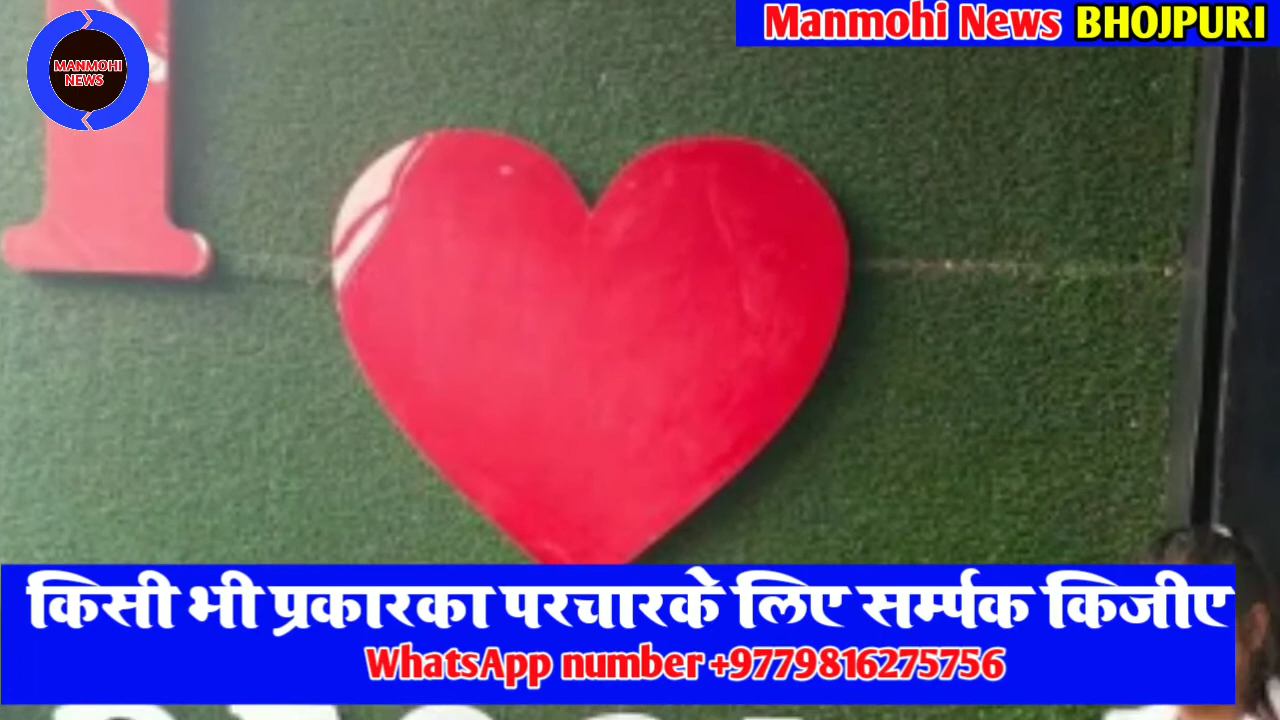 Manmohi News BHOJPURI
MANMOHI
NEWS
I
किसी भी प्रकारका परचारके लिए सर्म्पक किजीए
WhatsApp number +9779816275756